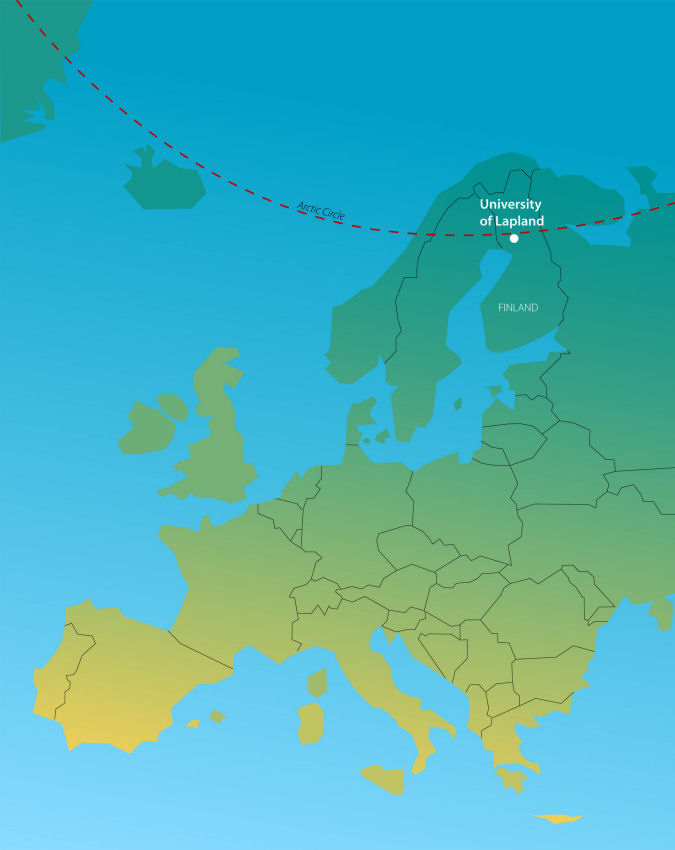 Arctic Circle
University
of Lapland
FINLAND